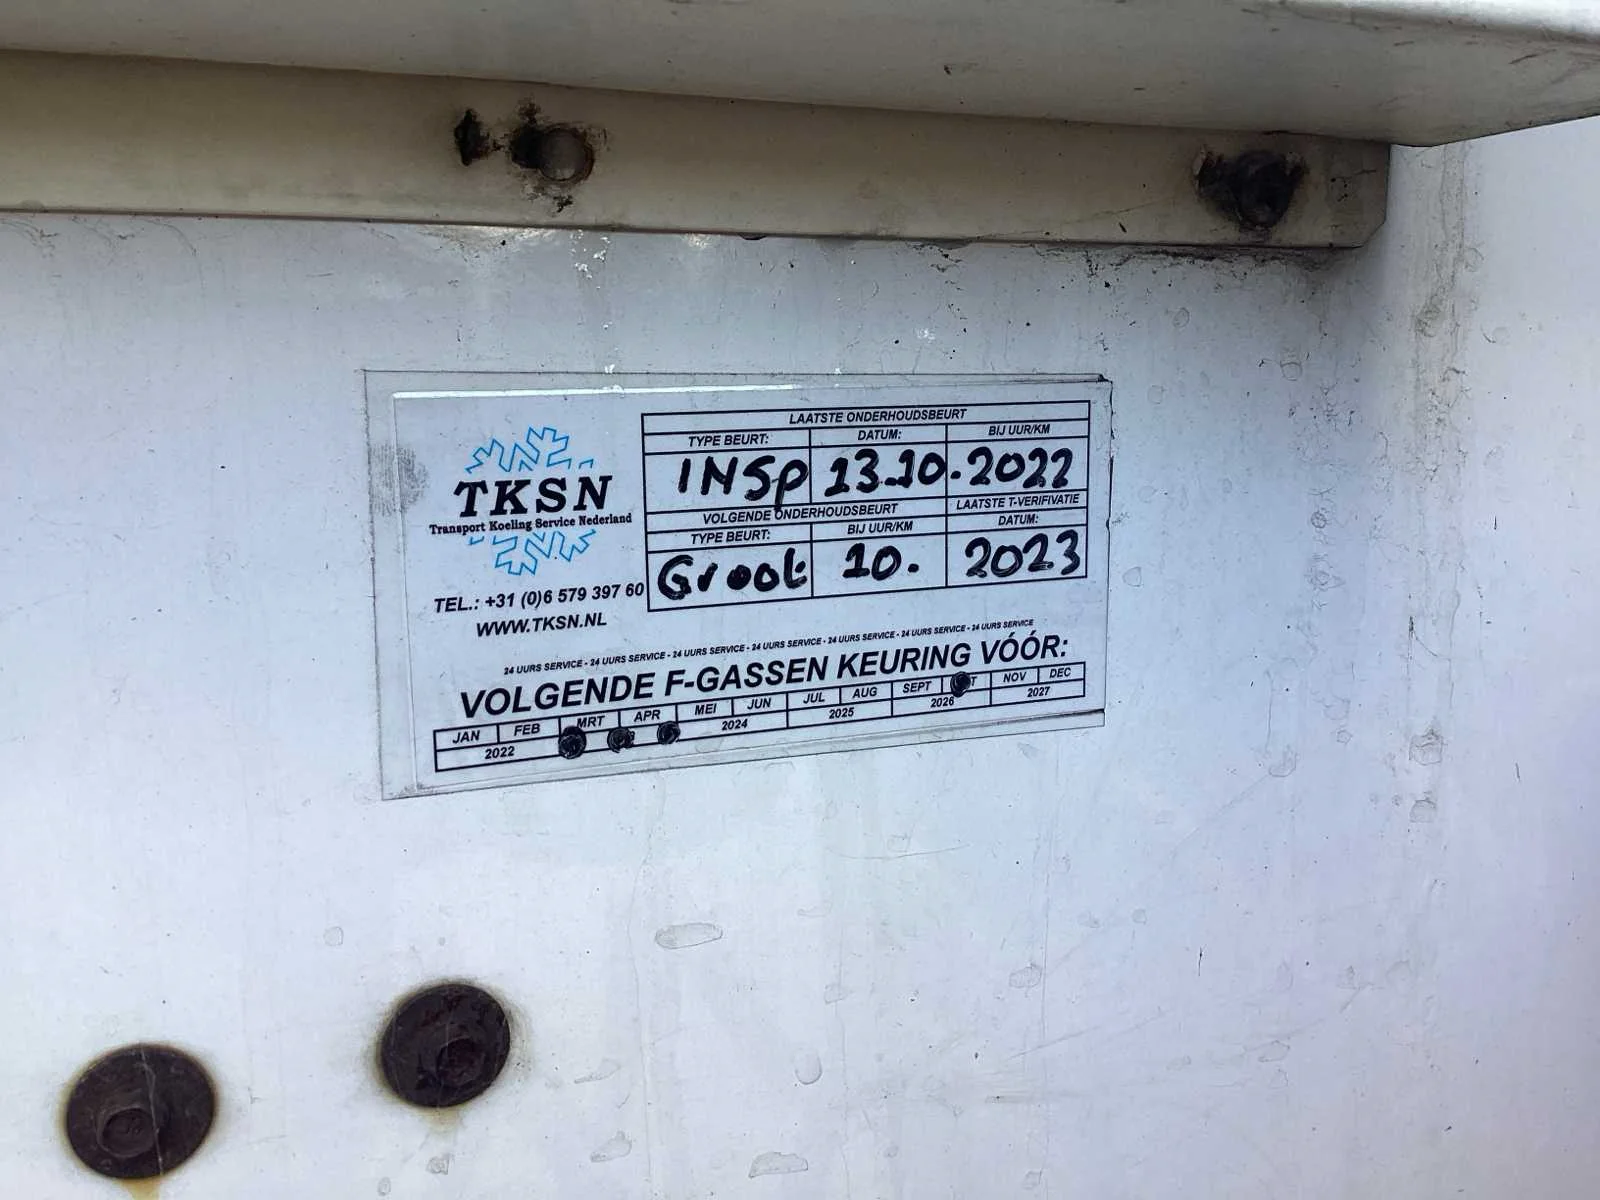 TKSN
Transport Koeling Service Nederland
TEL.: +31 (0)6 579 397 60
WWW.TKSN.NL
LAATSTE ONDERHOUDSBEURT
TYPE BEURT: DATUM: BIJ UUR/KM
INSP 13.10.2022
VOLGENDE ONDERHOUDSBEURT LAATSTE T-VERIFIVATIE
TYPE BEURT: BIJ UUR/KM DATUM:
Groot 10. 2023
24 UURS SERVICE - 24 UURS SERVICE - 24 UURS SERVICE - 24 UURS SERVICE - 24 UURS SERVICE - 24 UURS SERVICE
VOLGENDE F-GASSEN KEURING VÓÓR:
JAN FEB MRT APR MEI JUN JUL AUG SEPT NOV DEC
2022 2024 2025 2026 2027